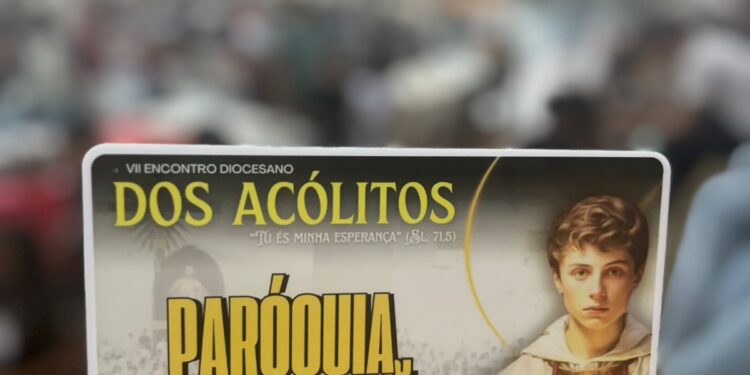 VII ENCONTRO DIOCESANO
DOS ACÓLITOS
"TU ÉS MINHA ESPERANÇA" (SL. 71,5)
PARÓQUIA